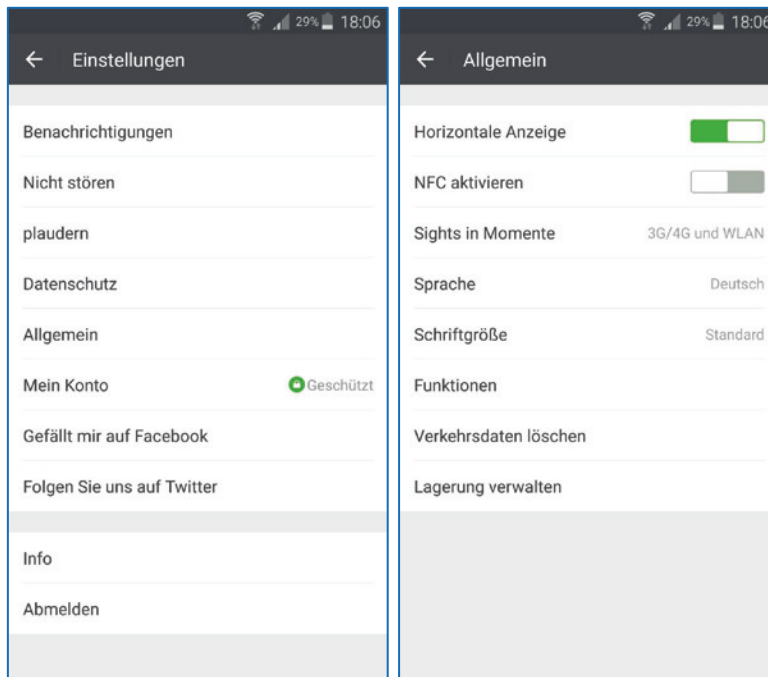 29% 18:06
Einstellungen
Benachrichtigungen
Nicht stören
plaudern
Datenschutz
Allgemein
Mein Konto Geschützt
Gefällt mir auf Facebook
Folgen Sie uns auf Twitter
Info
Abmelden
29% 18:06
Allgemein
Horizontale Anzeige
NFC aktivieren
Sights in Momente 3G/4G und WLAN
Sprache Deutsch
Schriftgröße Standard
Funktionen
Verkehrsdaten löschen
Lagerung verwalten